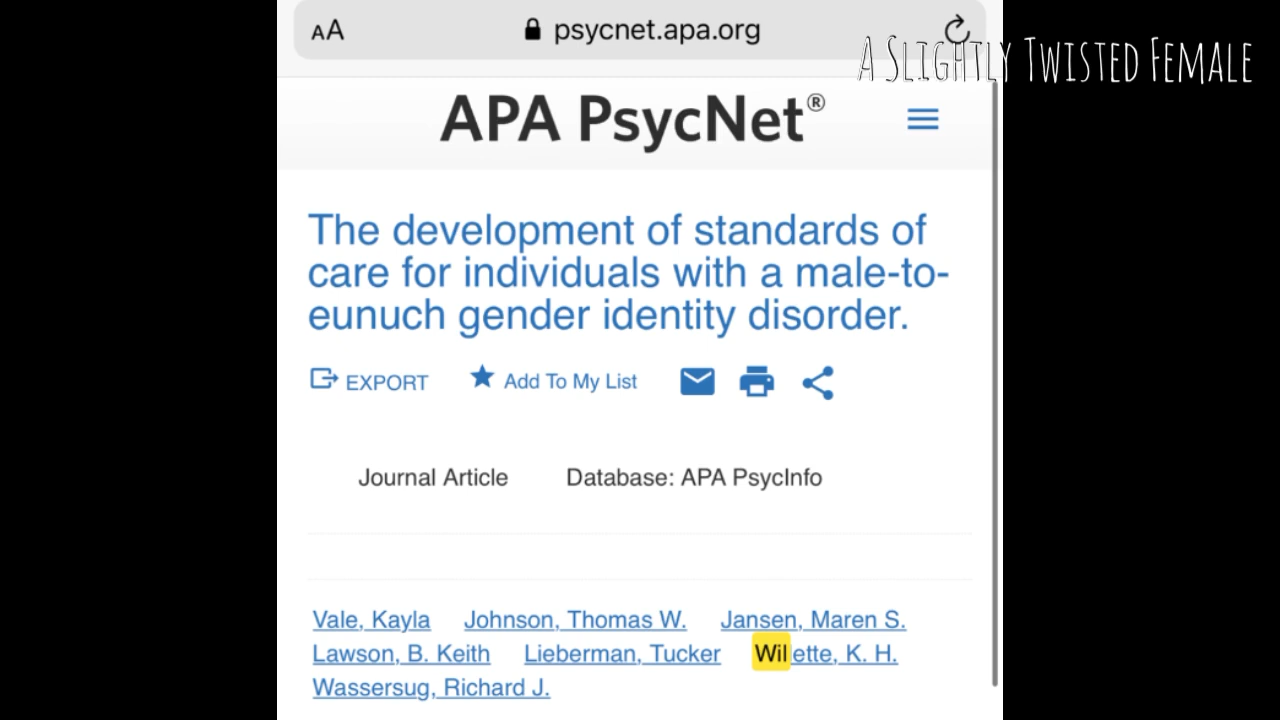 AA psycnet.apa.org
A Slightly Twisted Female
APA PsycNet®
The development of standards of
care for individuals with a male-to-
eunuch gender identity disorder.
EXPORT Add To My List
Journal Article Database: APA PsycInfo
Vale, Kayla Johnson, Thomas W. Jansen, Maren S.
Lawson, B. Keith Lieberman, Tucker Wilette, K. H.
Wassersug, Richard J.